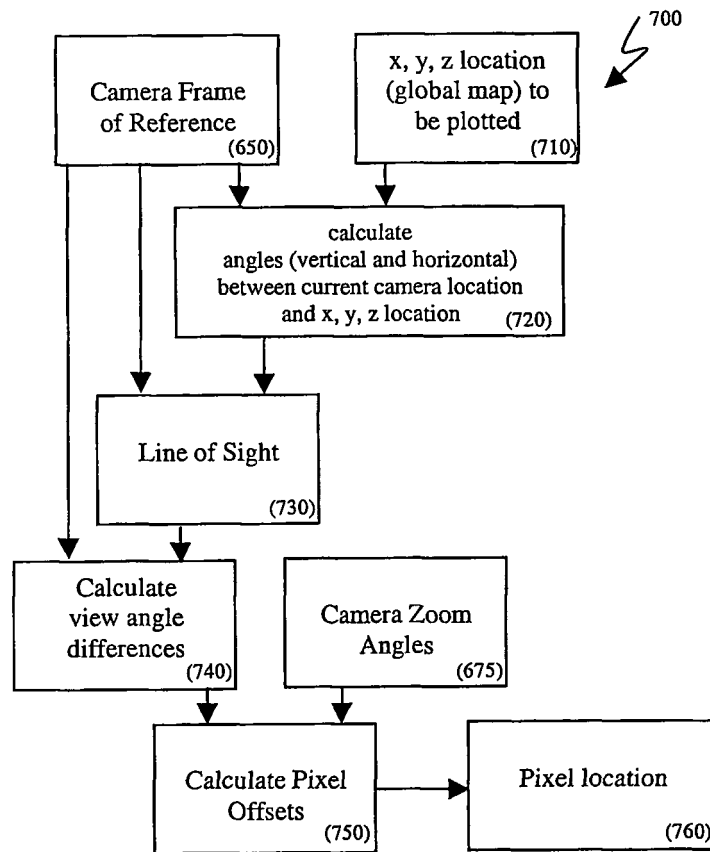 700
Camera Frame
of Reference
(650)
x, y, z location
(global map) to
be plotted
(710)
calculate
angles (vertical and horizontal)
between current camera location
and x, y, z location
(720)
Line of Sight
(730)
Calculate
view angle
differences
(740)
Camera Zoom
Angles
(675)
Calculate Pixel
Offsets
(750)
Pixel location
(760)